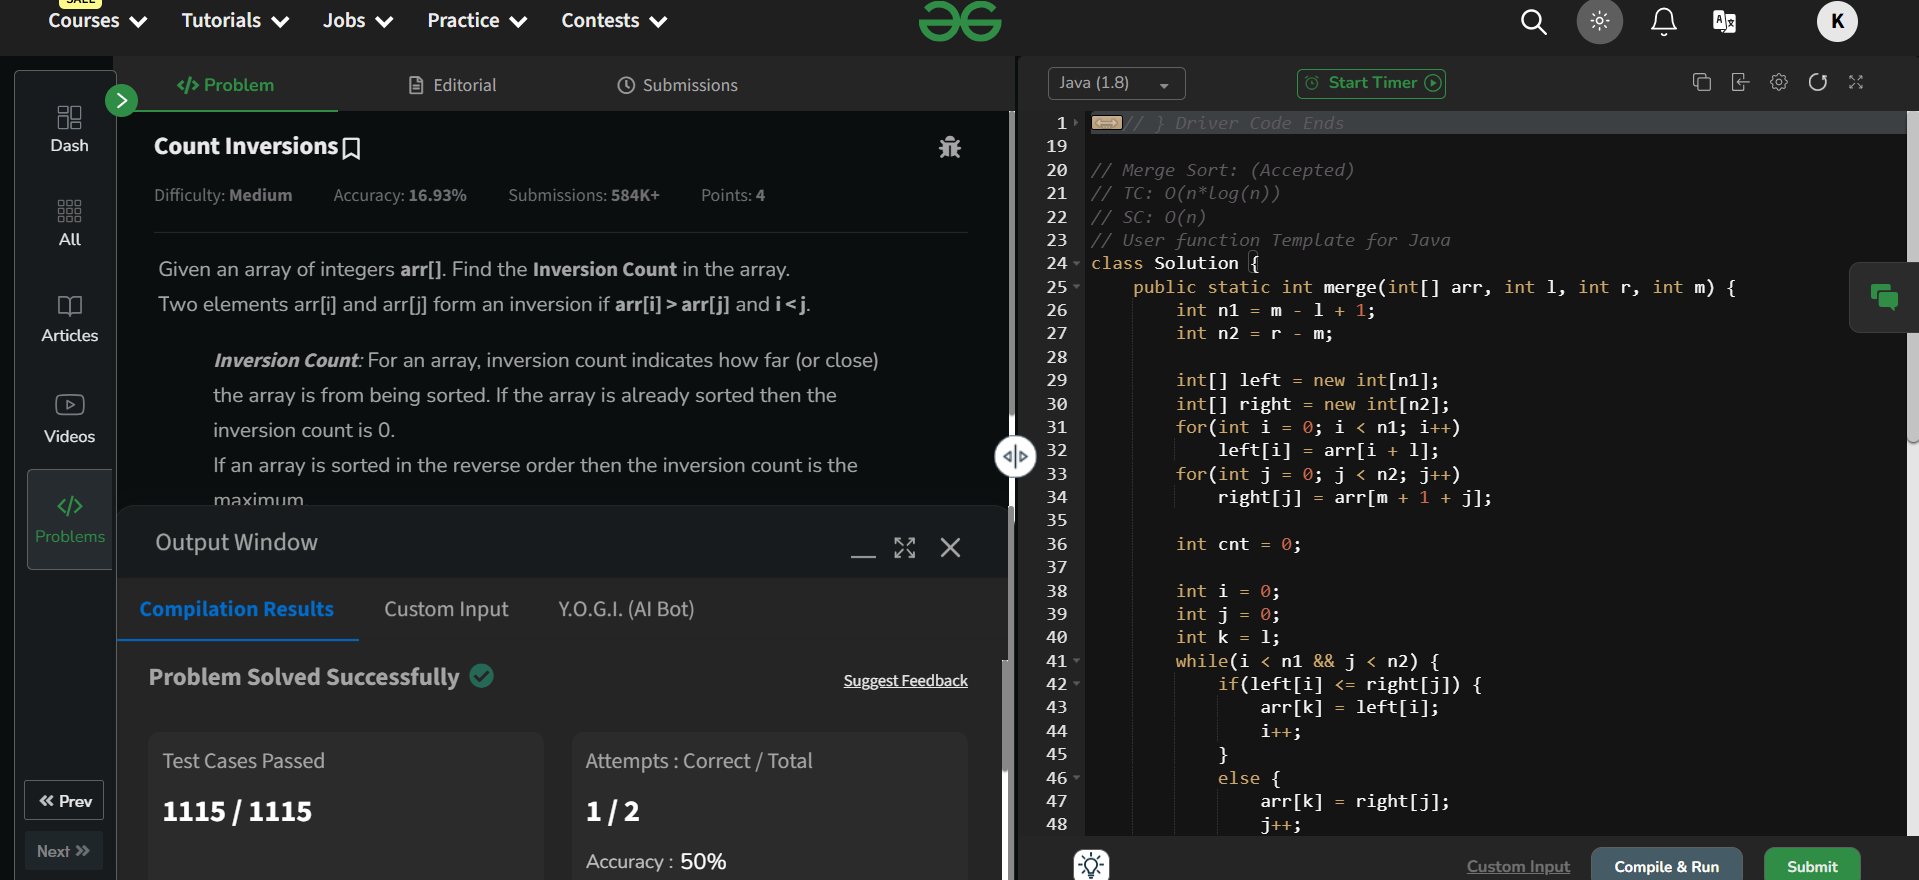 SALE
Courses
Tutorials
Jobs
Practice
Contests
K
Dash
All
Articles
Videos
Problems
Prev
Next
Problem
Editorial
Submissions
Count Inversions
Difficulty: Medium Accuracy: 16.93% Submissions: 584K+ Points: 4
Given an array of integers arr[]. Find the Inversion Count in the array.
Two elements arr[i] and arr[j] form an inversion if arr[i] > arr[j] and i < j.
Inversion Count: For an array, inversion count indicates how far (or close)
the array is from being sorted. If the array is already sorted then the
inversion count is 0.
If an array is sorted in the reverse order then the inversion count is the
maximum.
Output Window
Compilation Results
Custom Input
Y.O.G.I. (AI Bot)
Problem Solved Successfully
Suggest Feedback
Test Cases Passed
1115 / 1115
Attempts : Correct / Total
1 / 2
Accuracy : 50%
Java (1.8)
Start Timer
1 // } Driver Code Ends
19
20 // Merge Sort: (Accepted)
21 // TC: O(n*log(n))
22 // SC: O(n)
23 // User function Template for Java
24 class Solution {
25 public static int merge(int[] arr, int l, int r, int m) {
26 int n1 = m - l + 1;
27 int n2 = r - m;
28
29 int[] left = new int[n1];
30 int[] right = new int[n2];
31 for(int i = 0; i < n1; i++)
32 left[i] = arr[i + l];
33 for(int j = 0; j < n2; j++)
34 right[j] = arr[m + 1 + j];
35
36 int cnt = 0;
37
38 int i = 0;
39 int j = 0;
40 int k = l;
41 while(i < n1 && j < n2) {
42 if(left[i] <= right[j]) {
43 arr[k] = left[i];
44 i++;
45 }
46 else {
47 arr[k] = right[j];
48 j++;
Custom Input
Compile & Run
Submit